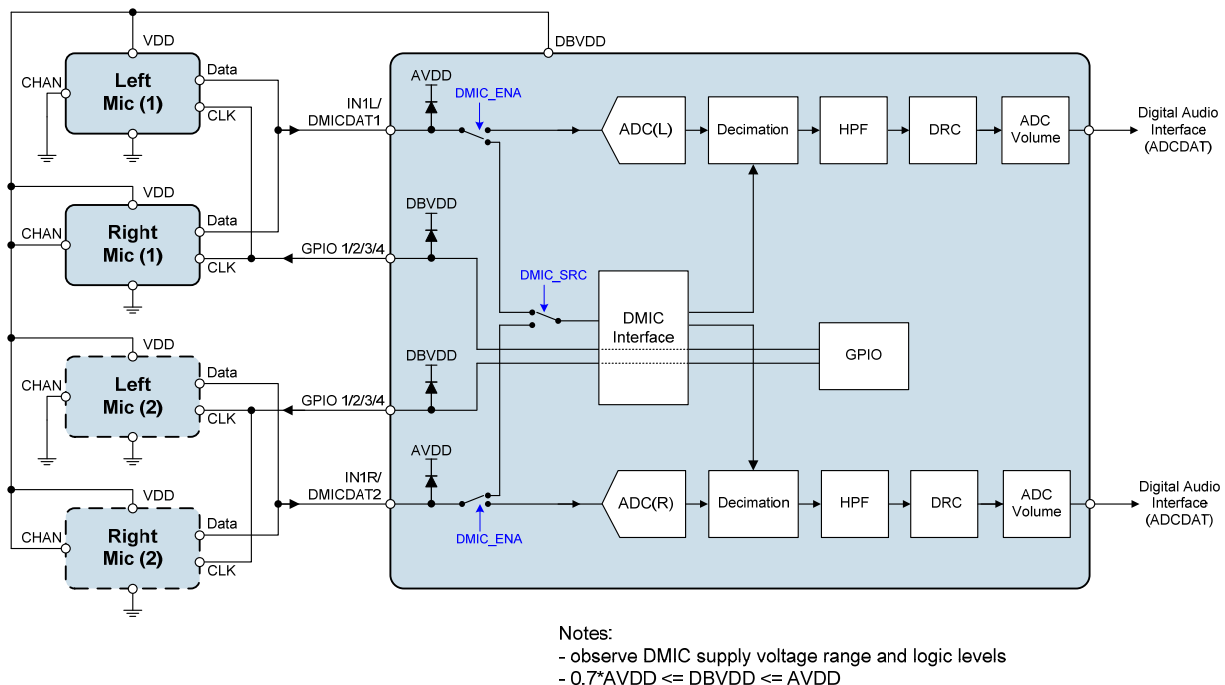 VDD
DBVDD
CHAN
Left
Mic (1)
Data
CLK
IN1L/
DMICDAT1
AVDD
DMIC_ENA
ADC(L)
Decimation
HPF
DRC
ADC
Volume
Digital Audio
Interface
(ADCDAT)
VDD
CHAN
Right
Mic (1)
Data
CLK
GPIO 1/2/3/4
DBVDD
DMIC_SRC
DMIC
Interface
GPIO
VDD
CHAN
Left
Mic (2)
Data
CLK
GPIO 1/2/3/4
DBVDD
VDD
CHAN
Right
Mic (2)
Data
CLK
IN1R/
DMICDAT2
AVDD
DMIC_ENA
ADC(R)
Decimation
HPF
DRC
ADC
Volume
Digital Audio
Interface
(ADCDAT)
Notes:
- observe DMIC supply voltage range and logic levels
- 0.7*AVDD <= DBVDD <= AVDD